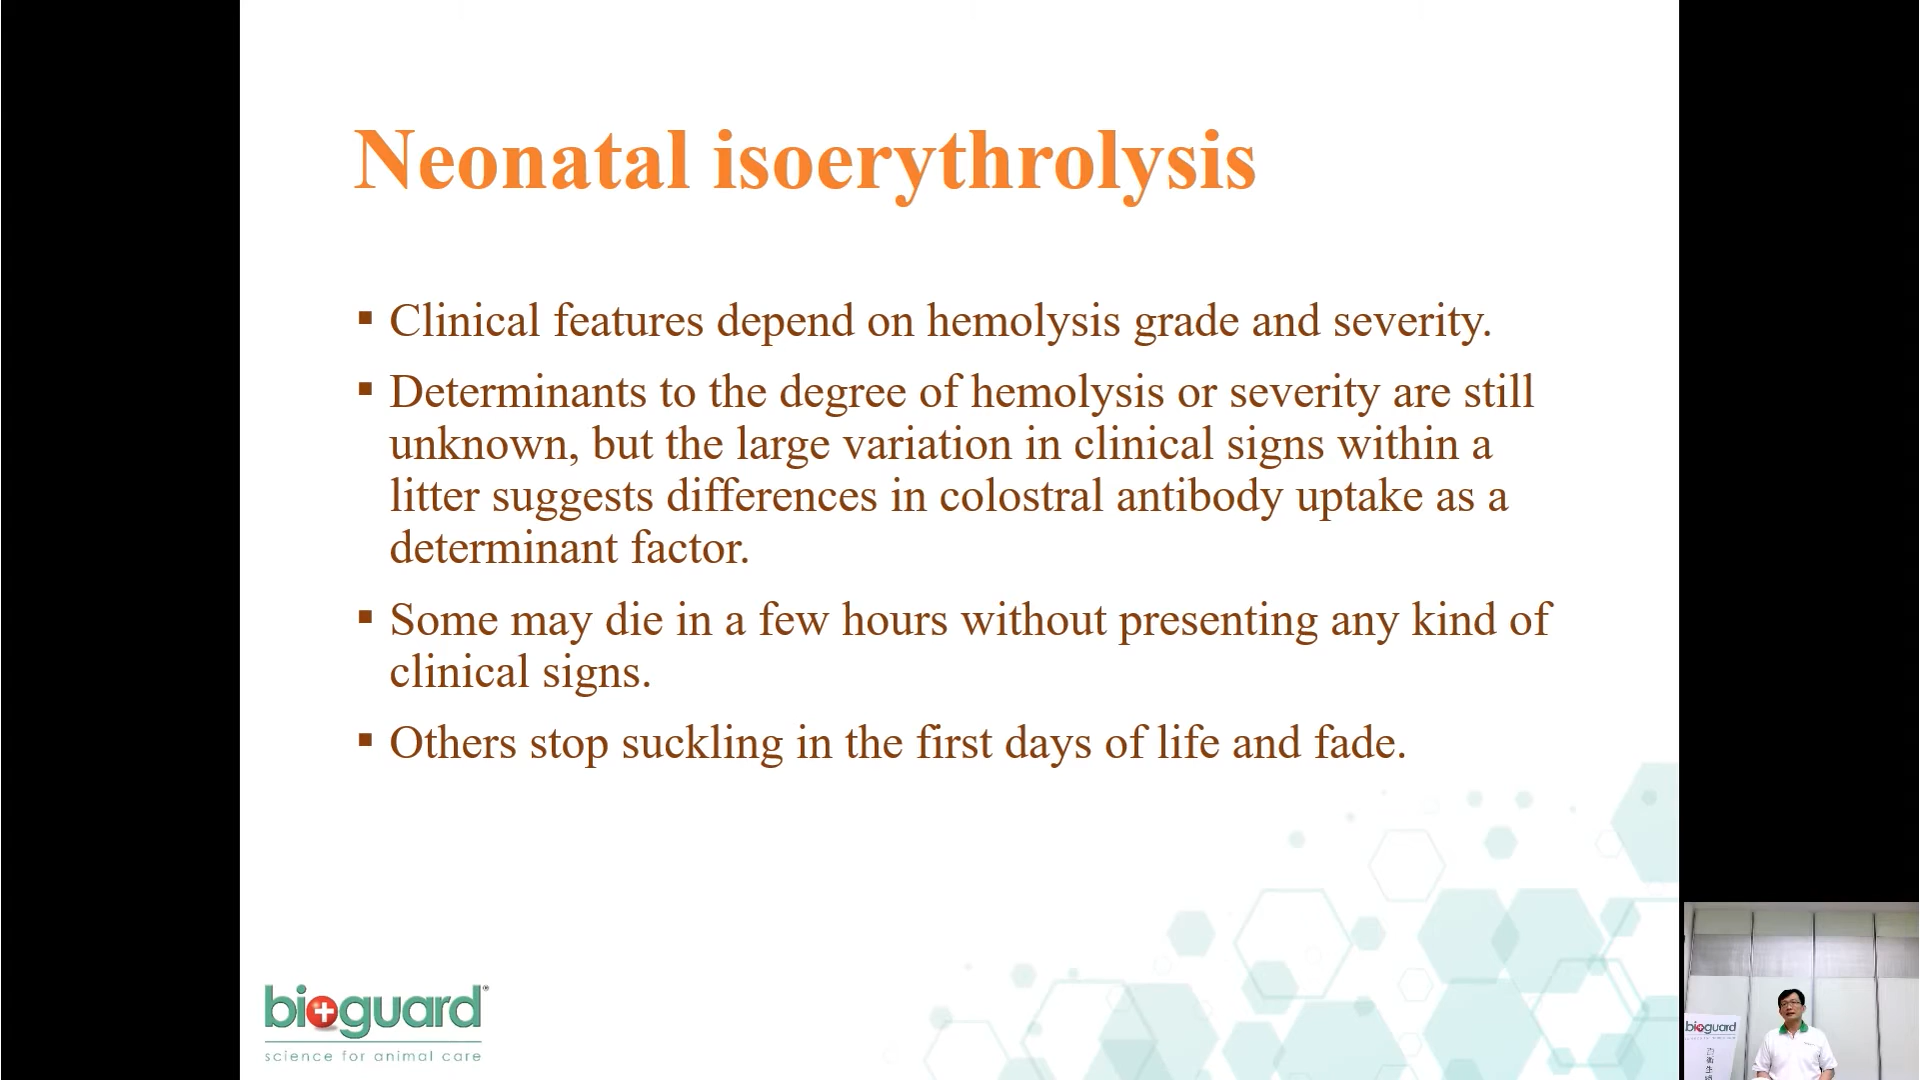 Neonatal isoerythrolysis
▪ Clinical features depend on hemolysis grade and severity.
▪ Determinants to the degree of hemolysis or severity are still
unknown, but the large variation in clinical signs within a
litter suggests differences in colostral antibody uptake as a
determinant factor.
▪ Some may die in a few hours without presenting any kind of
clinical signs.
▪ Others stop suckling in the first days of life and fade.
bioguard®
science for animal care
bioguard